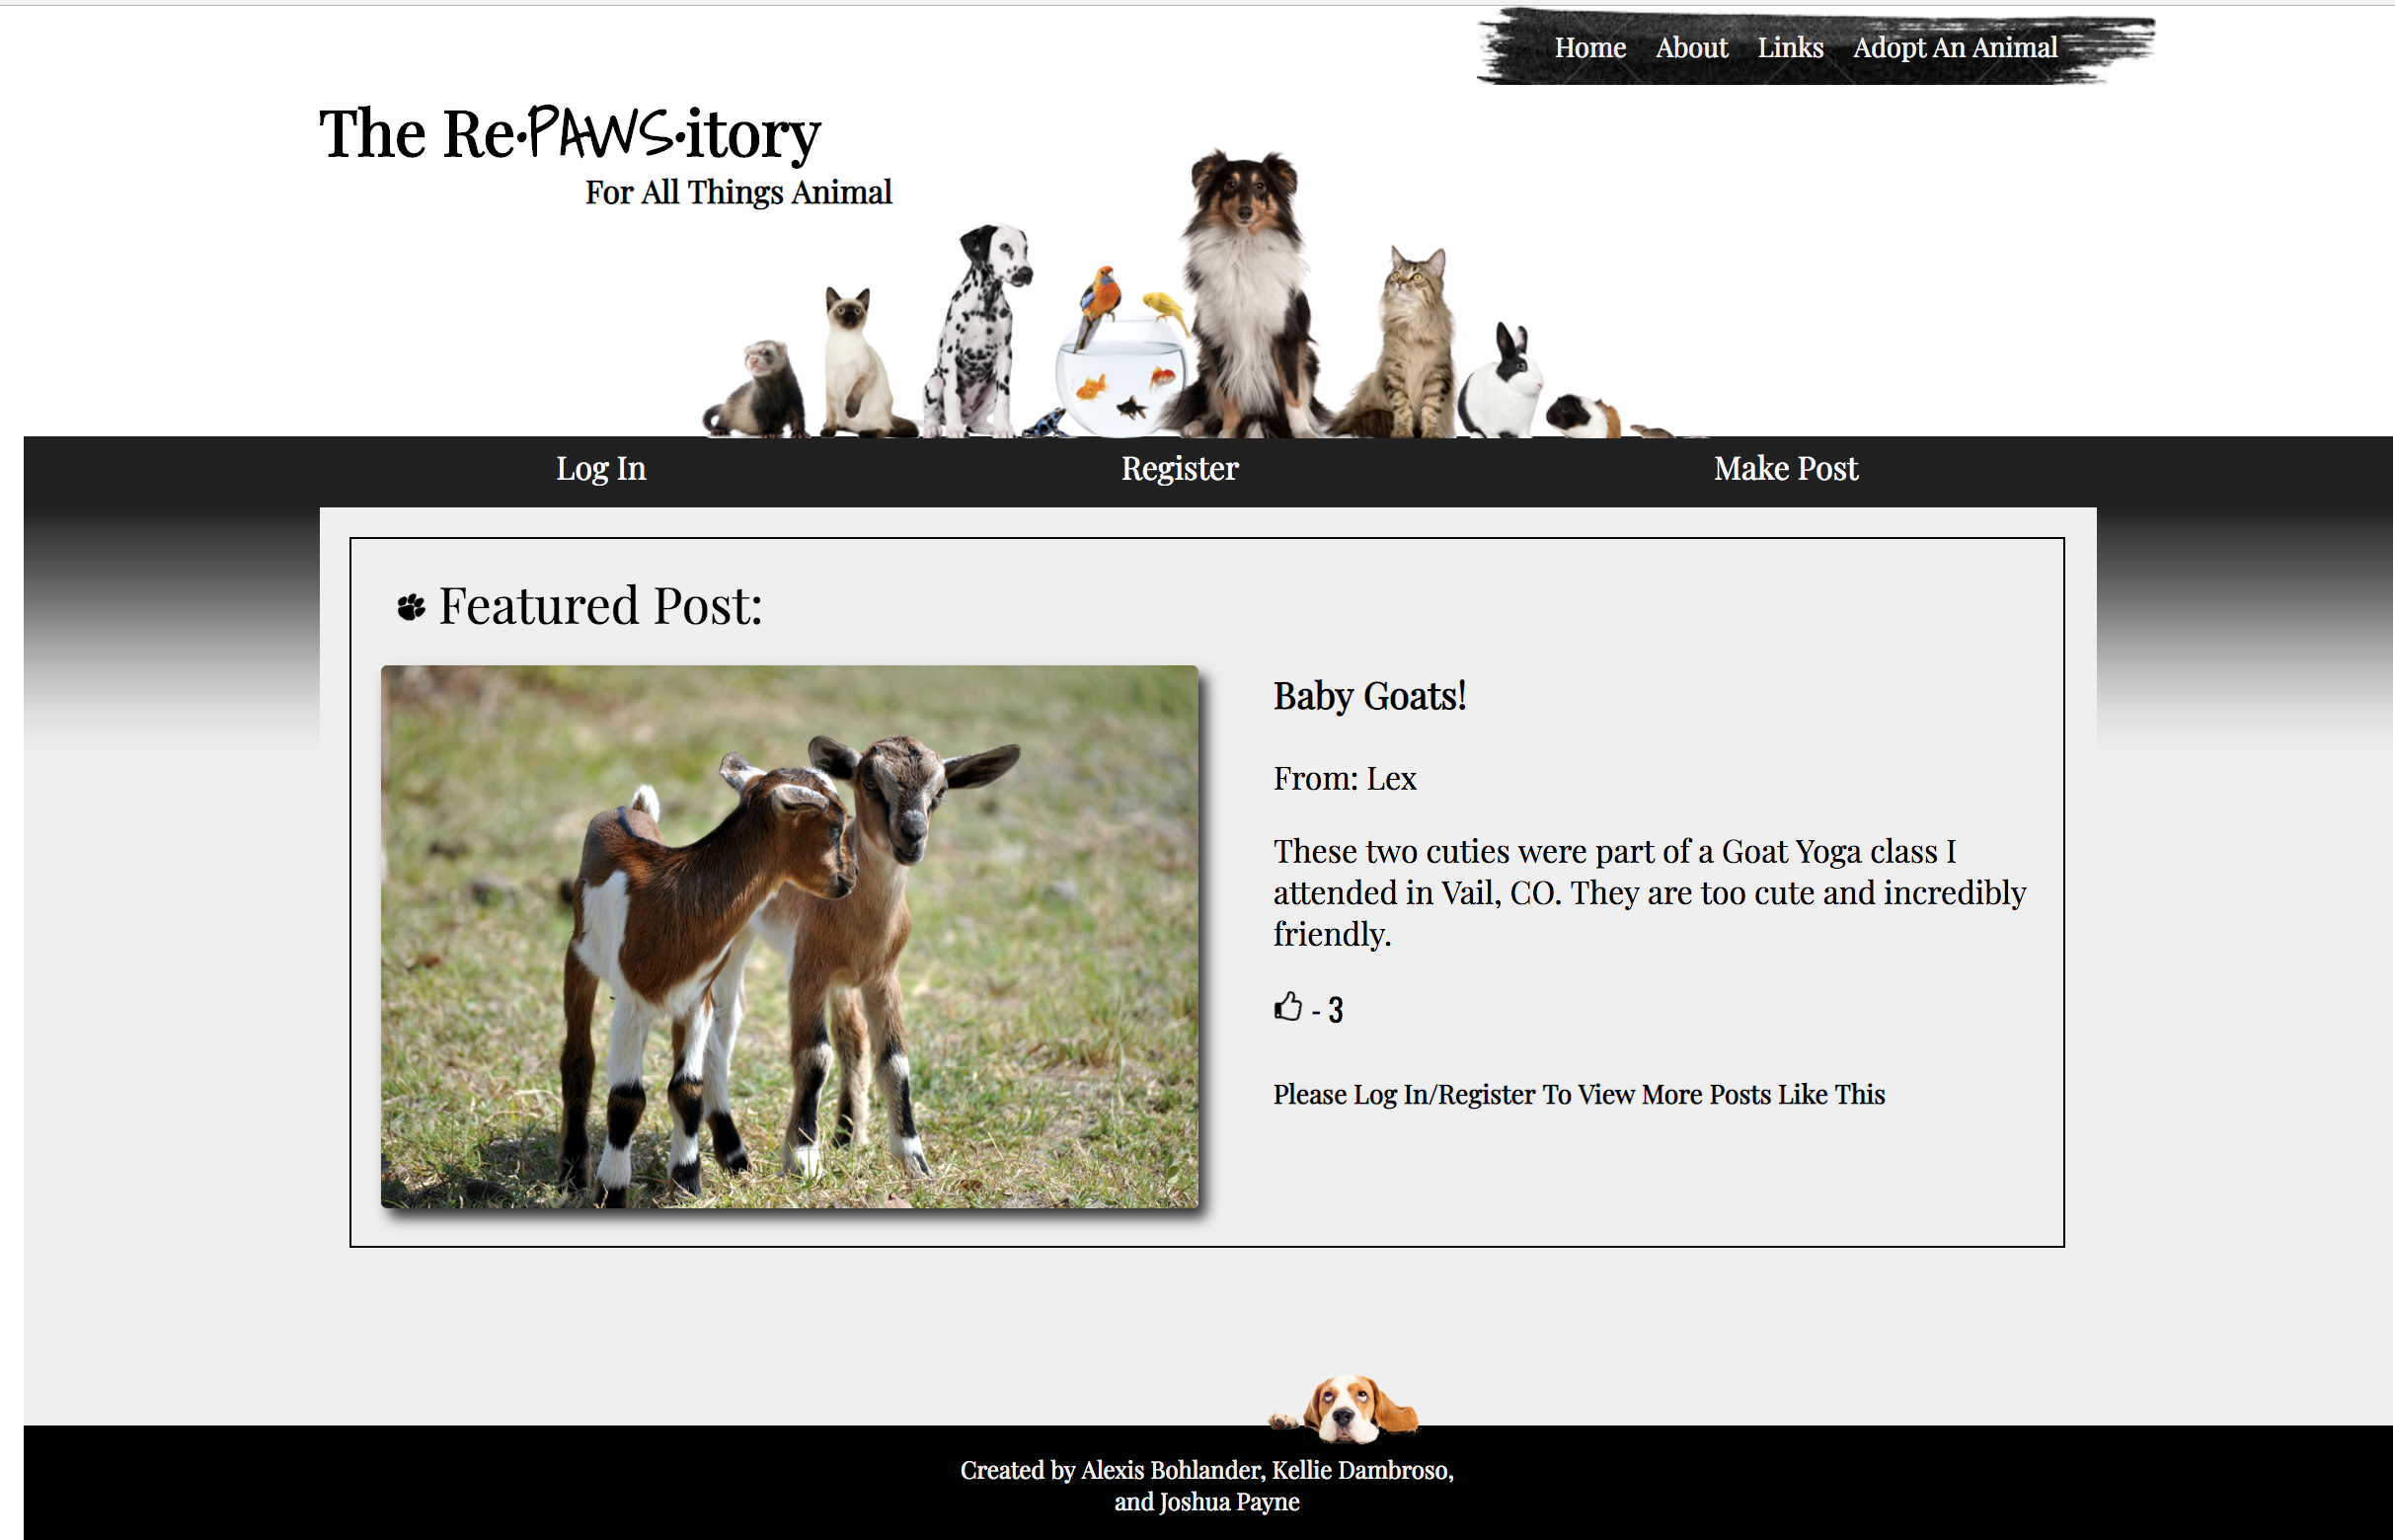 Home About Links Adopt An Animal
The Re·PAWS·itory
For All Things Animal
Log In Register Make Post
Featured Post:
Baby Goats!
From: Lex
These two cuties were part of a Goat Yoga class I
attended in Vail, CO. They are too cute and incredibly
friendly.
- 3
Please Log In/Register To View More Posts Like This
Created by Alexis Bohlander, Kellie Dambroso,
and Joshua Payne